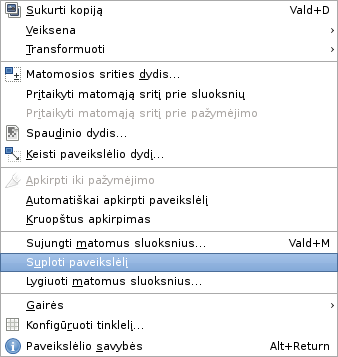 Sukurti kopiją Vald+D
Veiksena
Transformuoti
Matomosios srities dydis...
Pritaikyti matomąją sritį prie sluoksnių
Pritaikyti matomąją sritį prie pažymėjimo
Spaudinio dydis...
Keisti paveikslėlio dydį...
Apkirpti iki pažymėjimo
Automatiškai apkirpti paveikslėlį
Kruopštus apkirpimas
Sujungti matomus sluoksnius... Vald+M
Suploti paveikslėlį
Lygiuoti matomus sluoksnius...
Gairės
Konfigūruoti tinklelį...
Paveikslėlio savybės Alt+Return